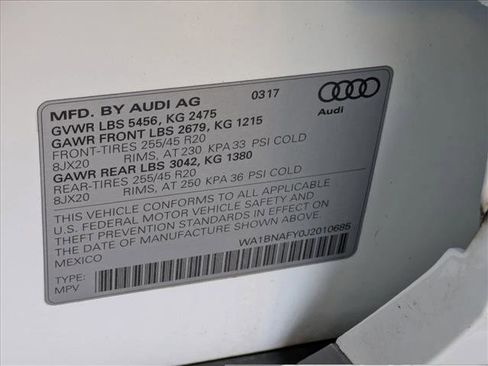 MFD. BY AUDI AG 0317
GVWR LBS 5456, KG 2475
GAWR FRONT LBS 2679, KG 1215
FRONT-TIRES 255/45 R20
8JX20 RIMS, AT 230 KPA 33 PSI COLD
GAWR REAR LBS 3042, KG 1380
REAR-TIRES 255/45 R20
8JX20 RIMS, AT 250 KPA 36 PSI COLD
THIS VEHICLE CONFORMS TO ALL APPLICABLE
U.S. FEDERAL MOTOR VEHICLE SAFETY AND
THEFT PREVENTION STANDARDS IN EFFECT ON
THE DATE OF MANUFACTURE SHOWN ABOVE.
MEXICO
WA1BNAFY0J2010685
TYPE:
MPV
Audi